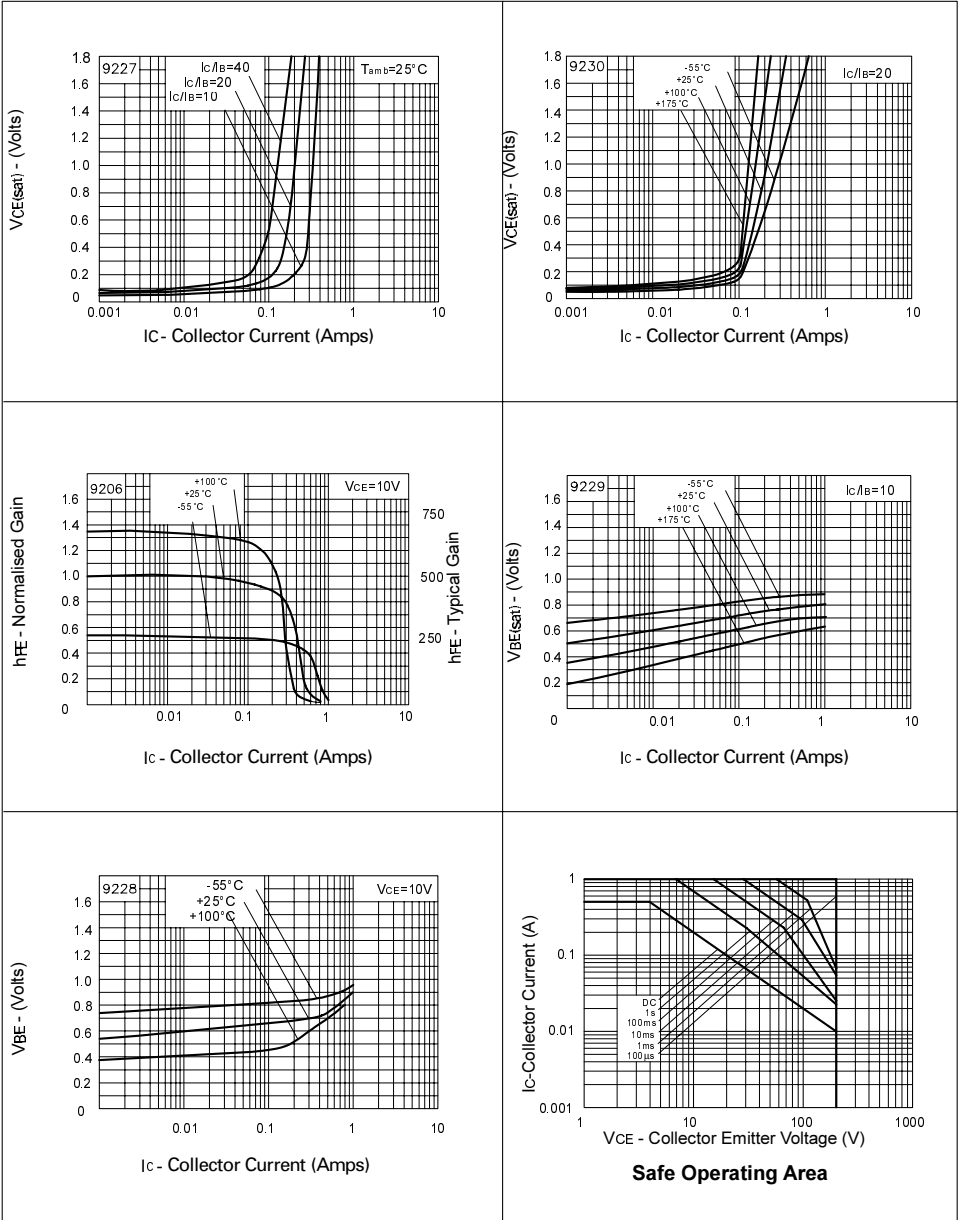 1.8
1.6
1.4
1.2
1.0
0.8
0.6
0.4
0.2
0
VCE(sat) - (Volts)
9227
IC/IB=40
IC/IB=20
IC/IB=10
Tamb=25°C
0.001
0.01
0.1
1
10
IC - Collector Current (Amps)
1.8
1.6
1.4
1.2
1.0
0.8
0.6
0.4
0.2
0
VCE(sat) - (Volts)
9230
-55°C
+25°C
+100°C
+175°C
IC/IB=20
0.001
0.01
0.1
1
10
IC - Collector Current (Amps)
1.6
1.4
1.2
1.0
0.8
0.6
0.4
0.2
0
hFE - Normalised Gain
9206
+100°C
+25°C
-55°C
VCE=10V
750
500
250
hFE - Typical Gain
0.01
0.1
1
10
IC - Collector Current (Amps)
1.6
1.4
1.2
1.0
0.8
0.6
0.4
0.2
0
VBE(sat) - (Volts)
9229
-55°C
+25°C
+100°C
+175°C
IC/IB=10
0.01
0.1
1
10
IC - Collector Current (Amps)
1.6
1.4
1.2
1.0
0.8
0.6
0.4
0.2
0
VBE - (Volts)
9228
-55°C
+25°C
+100°C
VCE=10V
0.01
0.1
1
10
IC - Collector Current (Amps)
1
0.1
0.01
0.001
IC-Collector Current (A)
DC
1s
100ms
10ms
1ms
100µs
1
10
100
1000
VCE - Collector Emitter Voltage (V)
Safe Operating Area